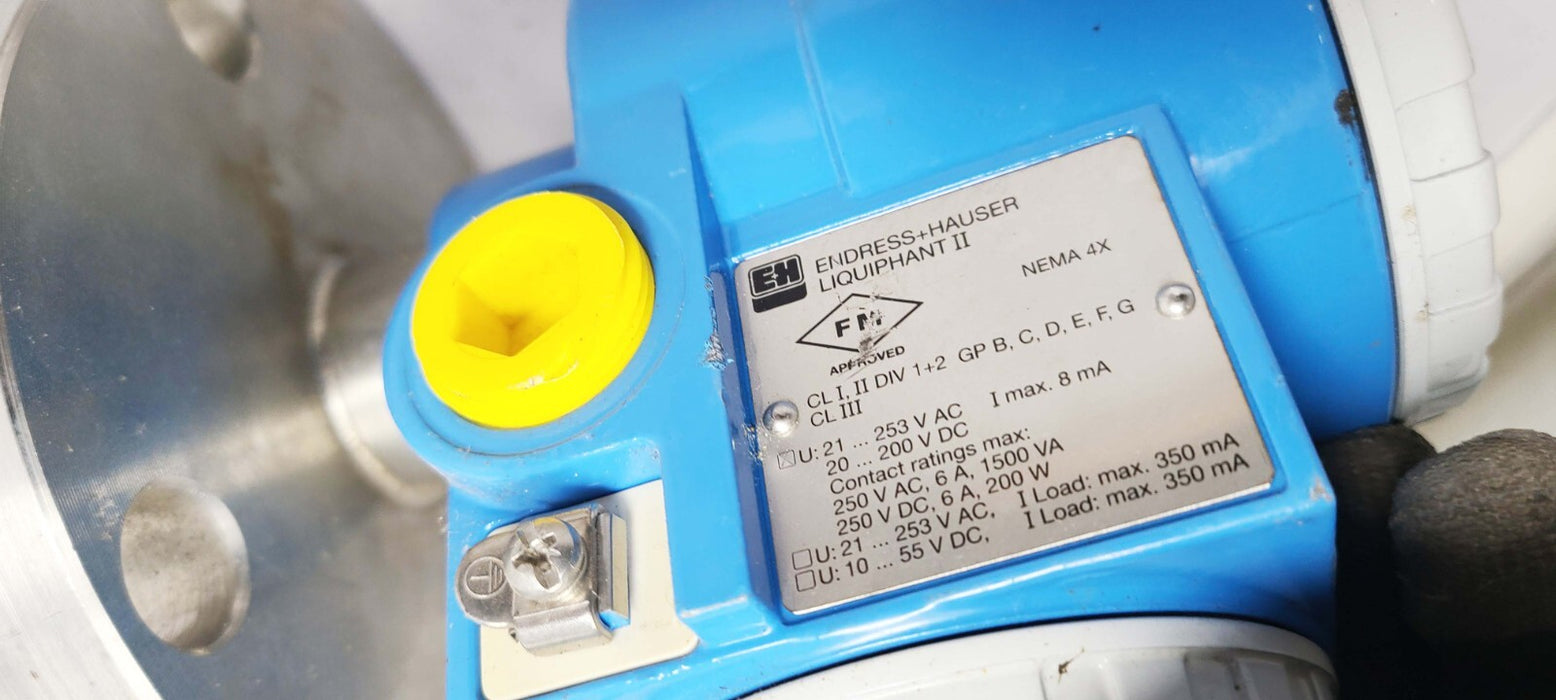 E+H
ENDRESS+HAUSER
LIQUIPHANT II
NEMA 4X
FM
APPROVED
CL I, II DIV 1+2 GP B, C, D, E, F, G
CL III
☒U: 21 ... 253 V AC I max. 8 mA
20 ... 200 V DC
Contact ratings max:
250 V AC, 6 A, 1500 VA
250 V DC, 6 A, 200 W
☐U: 21 ... 253 V AC, I Load: max. 350 mA
☐U: 10 ... 55 V DC, I Load: max. 350 mA